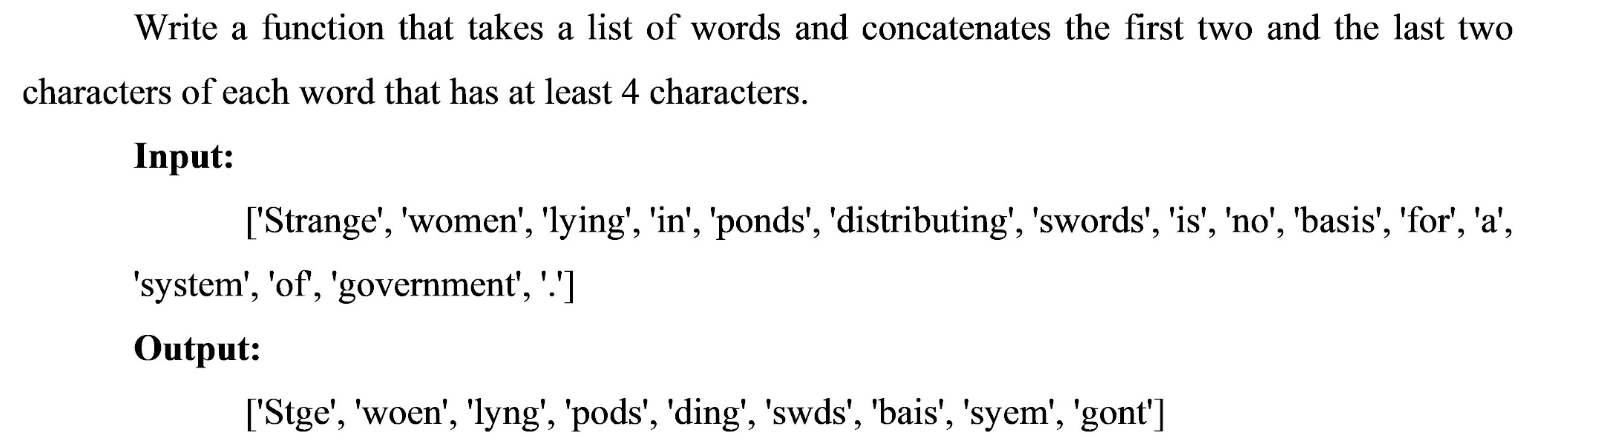 Write a function that takes a list of words and concatenates the first two and the last two
characters of each word that has at least 4 characters.
Input:
['Strange', 'women', 'lying', 'in', 'ponds', 'distributing', 'swords', 'is', 'no', 'basis', 'for', 'a',
'system', 'of', 'government', '.']
Output:
['Stge', 'woen', 'lyng', 'pods', 'ding', 'swds', 'bais', 'syem', 'gont']